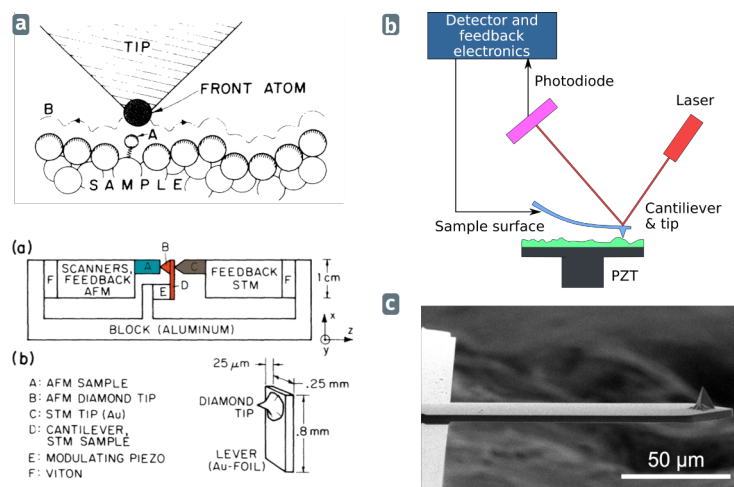 a
TIP
FRONT ATOM
B
A
SAMPLE
(a)
B
F
SCANNERS,
FEEDBACK
AFM
A
C
D
E
FEEDBACK
STM
F
1 cm
BLOCK (ALUMINUM)
x
y
z
(b)
A: AFM SAMPLE
B: AFM DIAMOND TIP
C: STM TIP (Au)
D: CANTILEVER,
STM SAMPLE
E: MODULATING PIEZO
F: VITON
25 μm
.25 mm
DIAMOND
TIP
.8 mm
LEVER
(Au-FOIL)
b
Detector and
feedback
electronics
Photodiode
Laser
Sample surface
Cantiliever
& tip
PZT
c
50 µm